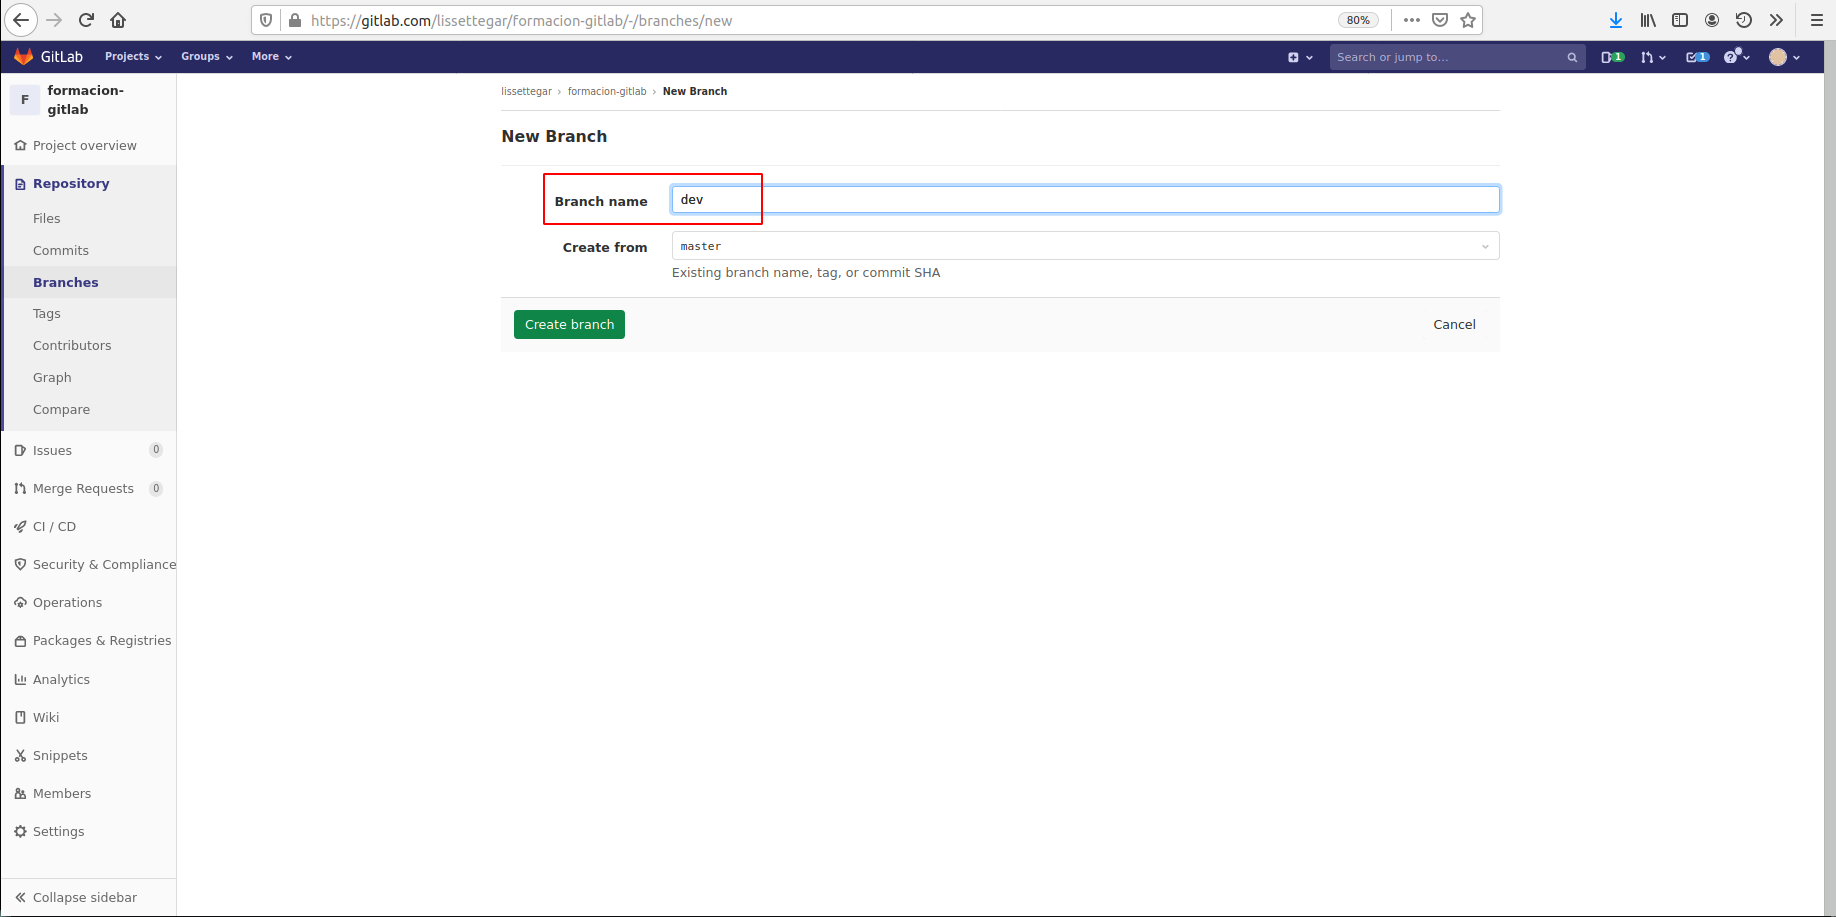 https://gitlab.com/lissettegar/formacion-gitlab/-/branches/new
80%
GitLab Projects Groups More Search or jump to... 1 1
F formacion-
gitlab
Project overview
Repository
Files
Commits
Branches
Tags
Contributors
Graph
Compare
Issues 0
Merge Requests 0
CI / CD
Security & Compliance
Operations
Packages & Registries
Analytics
Wiki
Snippets
Members
Settings
Collapse sidebar
lissettegar › formacion-gitlab › New Branch
New Branch
Branch name dev
Create from master
Existing branch name, tag, or commit SHA
Create branch Cancel